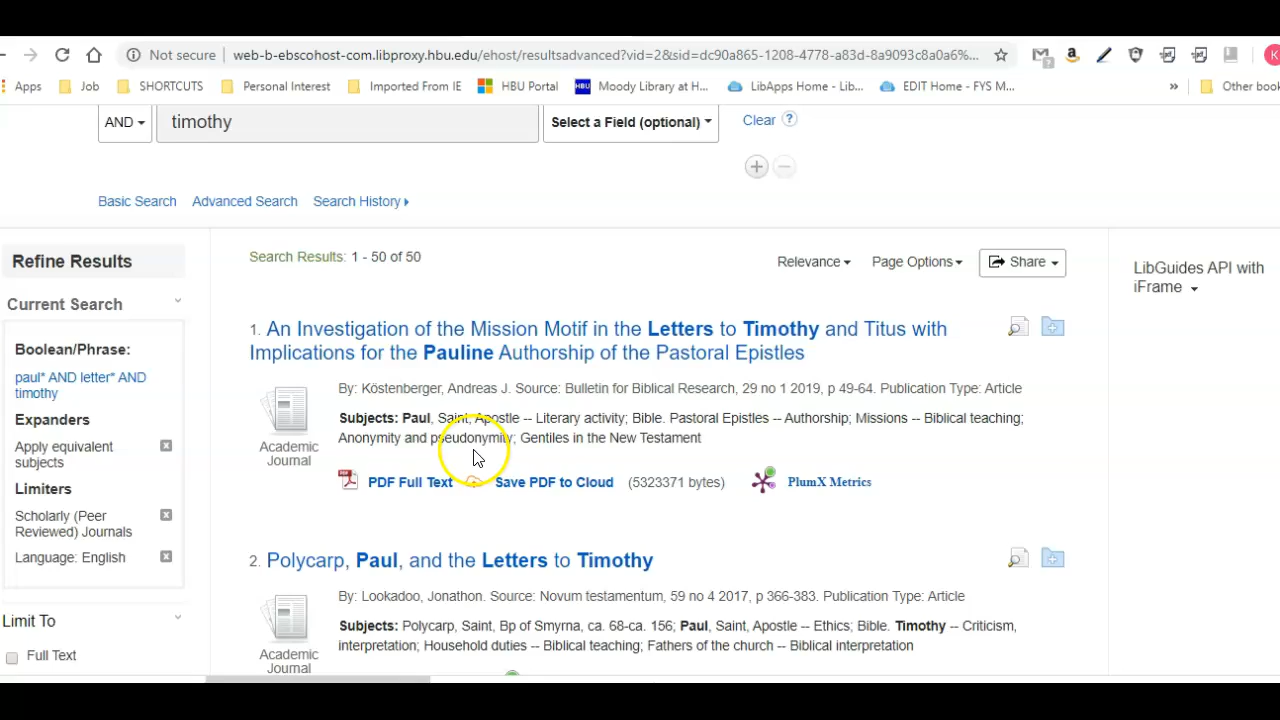 Not secure web-b-ebscohost-com.libproxy.hbu.edu/ehost/resultsadvanced?vid=2&sid=dc90a865-1208-4778-a83d-8a9093c8a0a6%...
Apps Job SHORTCUTS Personal Interest Imported From IE HBU Portal HBU Moody Library at H... LibApps Home - Lib... EDIT Home - FYS M... » Other book
AND timothy Select a Field (optional) Clear ?
Basic Search Advanced Search Search History
Refine Results
Current Search
Boolean/Phrase:
paul* AND letter* AND
timothy
Expanders
Apply equivalent
subjects
Limiters
Scholarly (Peer
Reviewed) Journals
Language: English
Limit To
Full Text
Search Results: 1 - 50 of 50
Relevance Page Options Share
1. An Investigation of the Mission Motif in the Letters to Timothy and Titus with
Implications for the Pauline Authorship of the Pastoral Epistles
Academic
Journal
By: Köstenberger, Andreas J. Source: Bulletin for Biblical Research, 29 no 1 2019, p 49-64. Publication Type: Article
Subjects: Paul, Saint, Apostle -- Literary activity; Bible. Pastoral Epistles -- Authorship; Missions -- Biblical teaching;
Anonymity and pseudonymity; Gentiles in the New Testament
PDF Full Text Save PDF to Cloud (5323371 bytes) PlumX Metrics
2. Polycarp, Paul, and the Letters to Timothy
Academic
Journal
By: Lookadoo, Jonathon. Source: Novum testamentum, 59 no 4 2017, p 366-383. Publication Type: Article
Subjects: Polycarp, Saint, Bp of Smyrna, ca. 68-ca. 156; Paul, Saint, Apostle -- Ethics; Bible. Timothy -- Criticism,
interpretation; Household duties -- Biblical teaching; Fathers of the church -- Biblical interpretation
LibGuides API with
iFrame